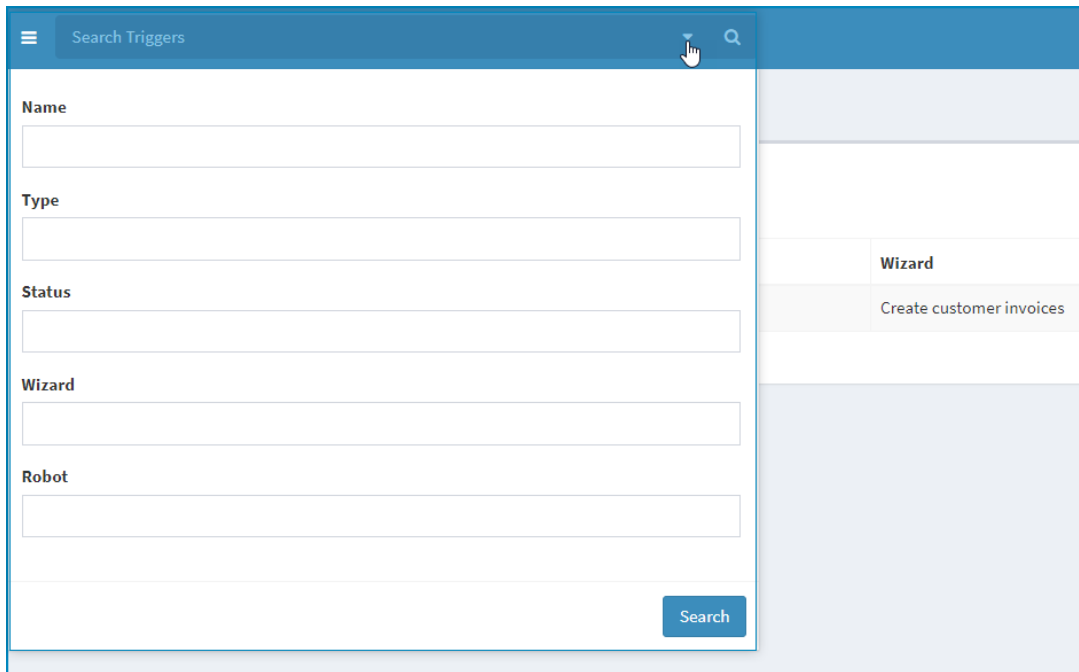 Search Triggers
Name
Type
Status
Wizard
Robot
Search
Wizard
Create customer invoices